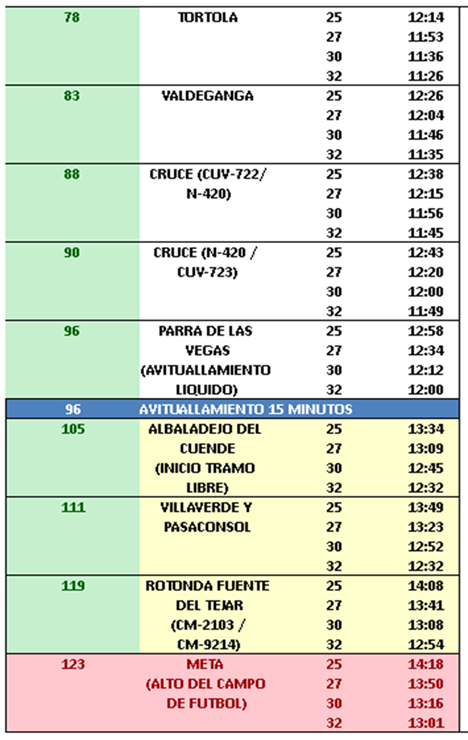 78 TORTOLA 25 12:14
27 11:53
30 11:36
32 11:26
83 VALDEGANGA 25 12:26
27 12:04
30 11:46
32 11:35
88 CRUCE (CUV-722/ 25 12:38
N-420) 27 12:15
30 11:56
32 11:45
90 CRUCE (N-420 / 25 12:43
CUV-723) 27 12:20
30 12:00
32 11:49
96 PARRA DE LAS 25 12:58
VEGAS 27 12:34
(AVITUALLAMIENTO 30 12:12
LIQUIDO) 32 12:00
96 AVITUALLAMIENTO 15 MINUTOS
105 ALBALADEJO DEL 25 13:34
CUENDE 27 13:09
(INICIO TRAMO 30 12:45
LIBRE) 32 12:32
111 VILLAVERDE Y 25 13:49
PASACONSOL 27 13:23
30 12:52
32 12:32
119 ROTONDA FUENTE 25 14:08
DEL TEJAR 27 13:41
(CM-2103 / 30 13:08
CM-9214) 32 12:54
123 META 25 14:18
(ALTO DEL CAMPO 27 13:50
DE FUTBOL) 30 13:16
32 13:01